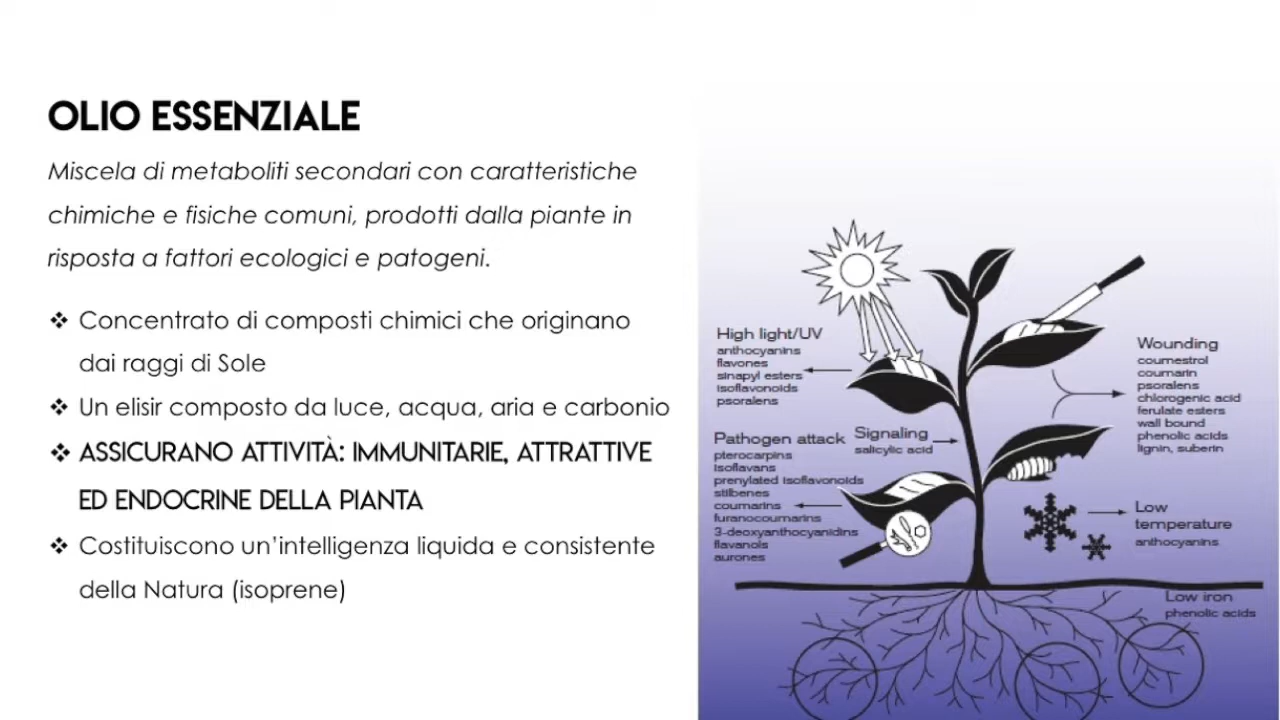 OLIO ESSENZIALE
Miscela di metaboliti secondari con caratteristiche
chimiche e fisiche comuni, prodotti dalla piante in
risposta a fattori ecologici e patogeni.
❖ Concentrato di composti chimici che originano
dai raggi di Sole
❖ Un elisir composto da luce, acqua, aria e carbonio
❖ ASSICURANO ATTIVITÀ: IMMUNITARIE, ATTRATTIVE
ED ENDOCRINE DELLA PIANTA
❖ Costituiscono un'intelligenza liquida e consistente
della Natura (isoprene)
High light/UV
anthocyanins
flavones
sinapyl esters
isoflavonoids
psoralens
Pathogen attack
pterocarpins
isoflavans
prenylated isoflavonoids
stilbenes
coumarins
furanocoumarins
3-deoxyanthocyanidins
flavanols
aurones
Signaling
salicylic acid
Wounding
coumestrol
coumarin
psoralens
chlorogenic acid
ferulate esters
wall bound
phenolic acids
lignin, suberin
Low
temperature
anthocyanins
Low iron
phenolic acids